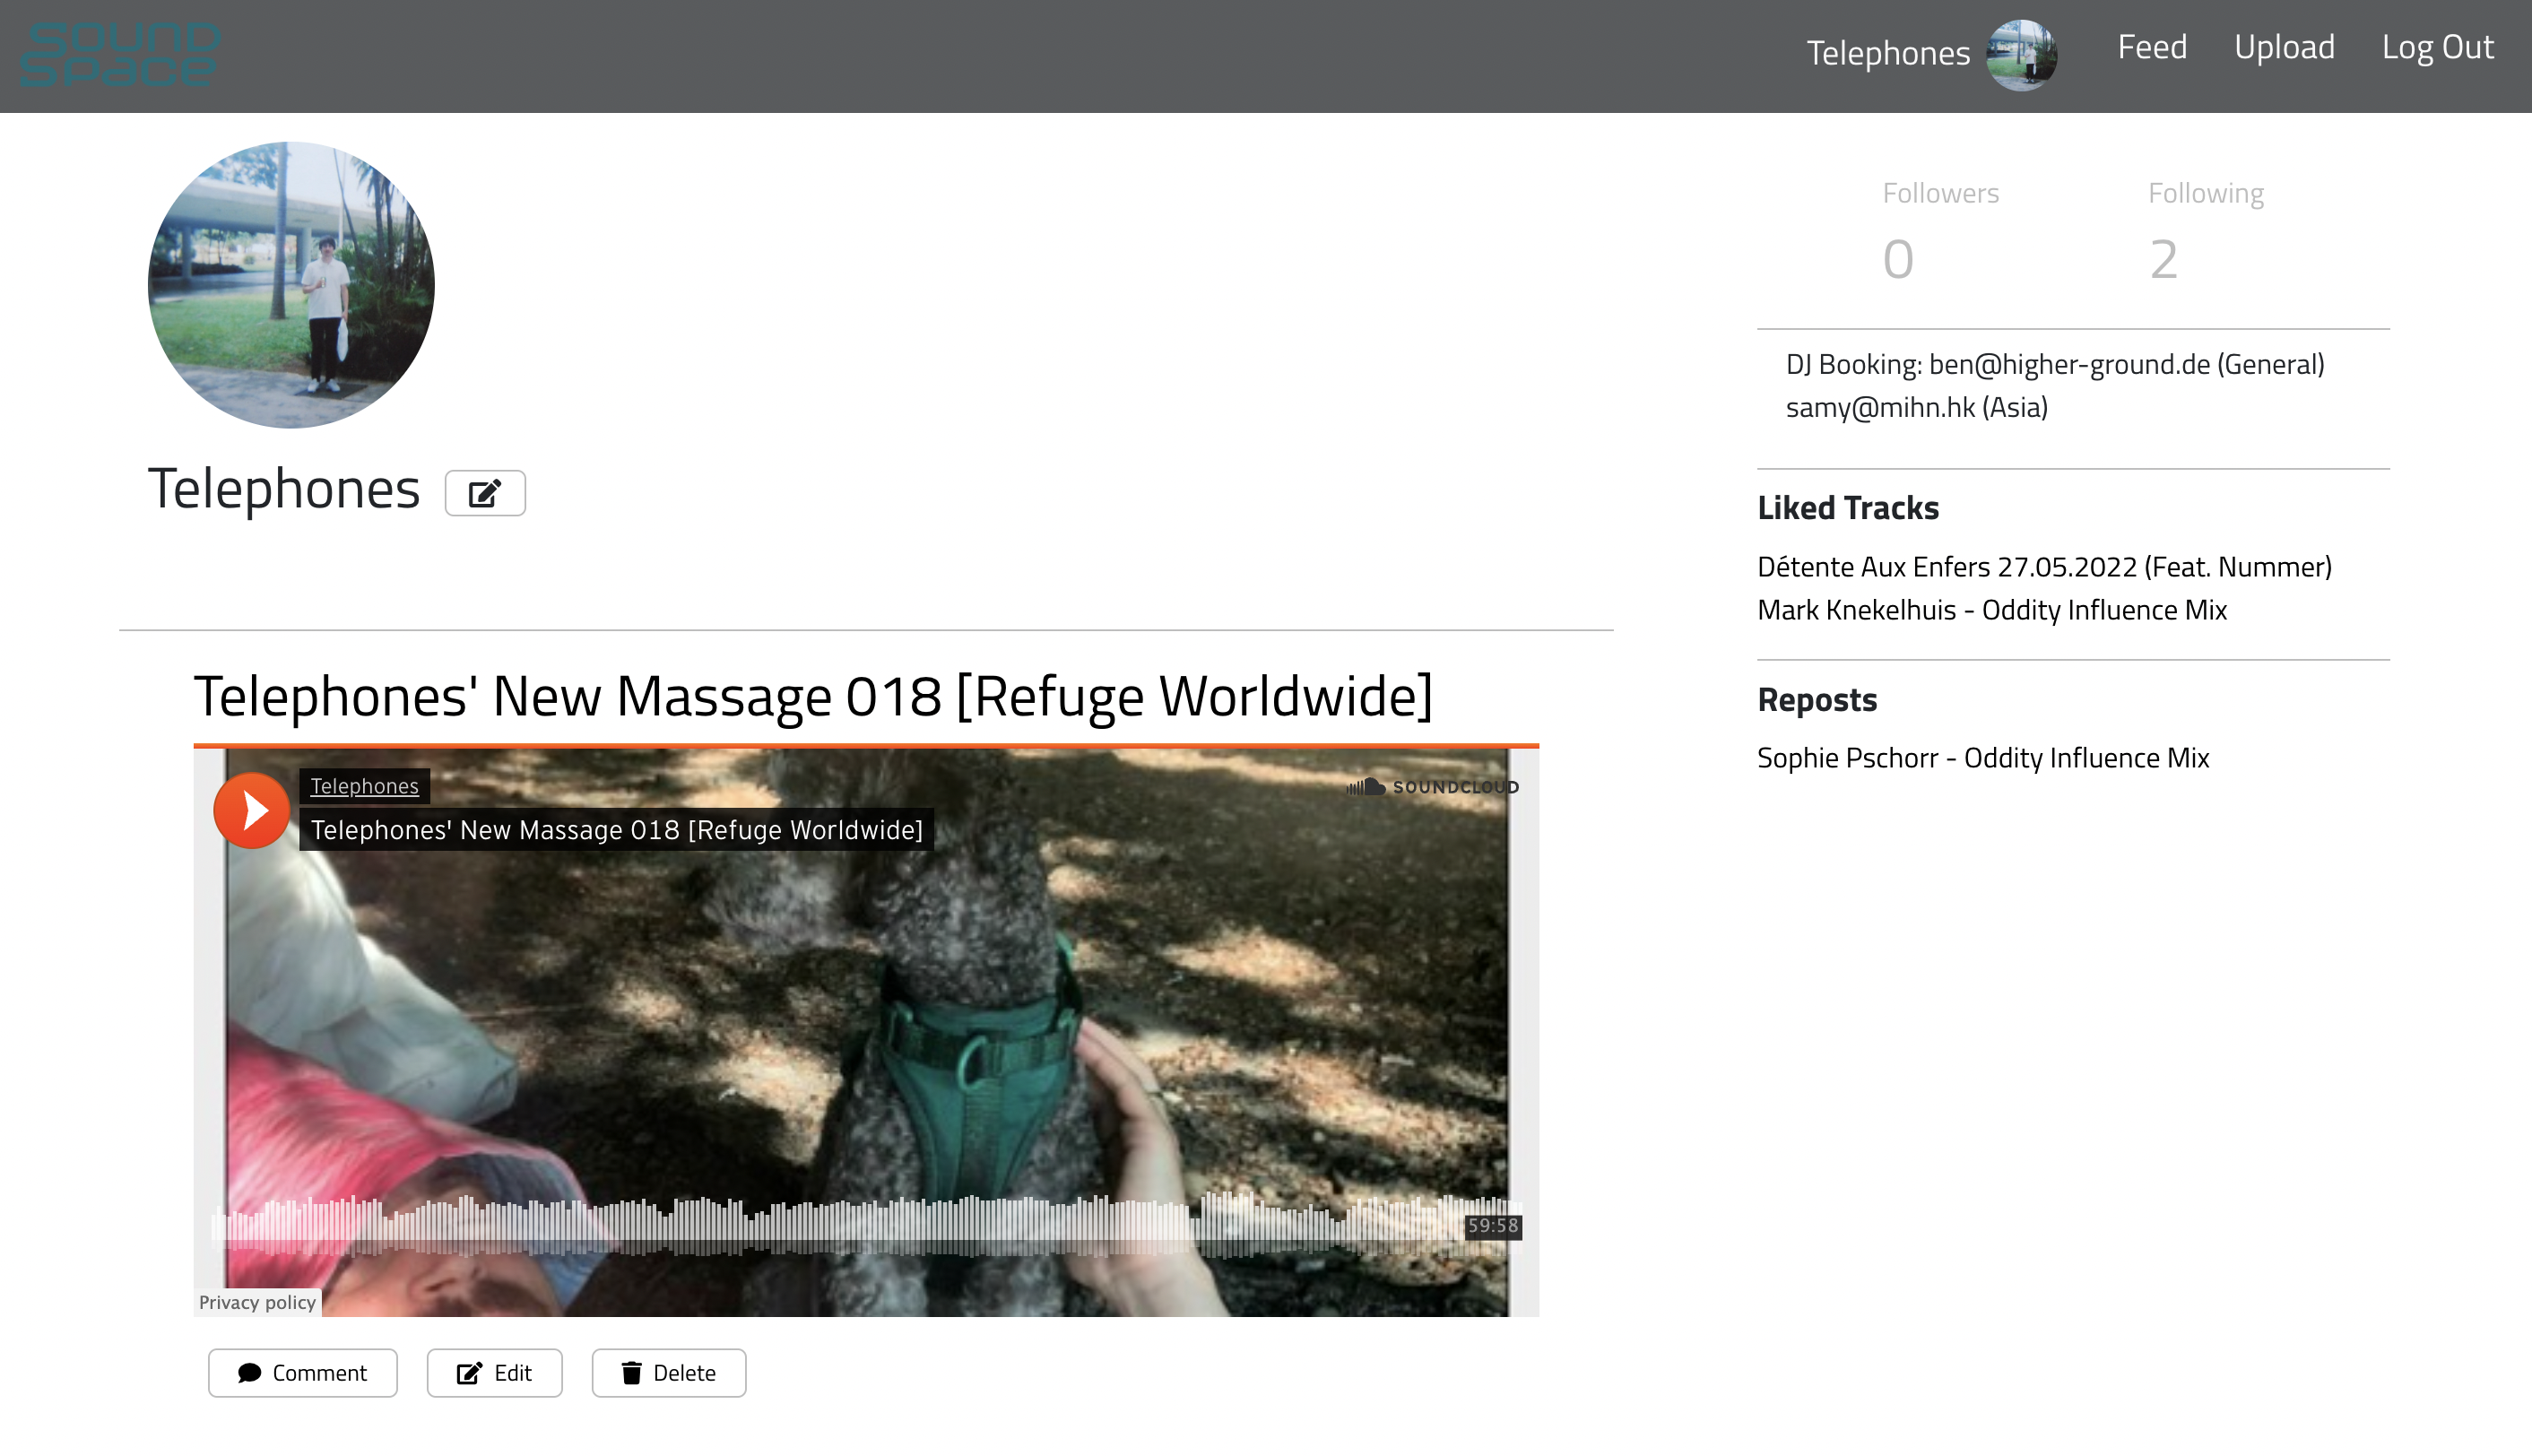 SOUND
SPACE
Telephones
Feed
Upload
Log Out
Telephones
Followers
Following
0
2
DJ Booking: ben@higher-ground.de (General)
samy@mihn.hk (Asia)
Liked Tracks
Détente Aux Enfers 27.05.2022 (Feat. Nummer)
Mark Knekelhuis - Oddity Influence Mix
Reposts
Sophie Pschorr - Oddity Influence Mix
Telephones' New Massage 018 [Refuge Worldwide]
Telephones
SOUNDCLOUD
Telephones' New Massage 018 [Refuge Worldwide]
59:58
Privacy policy
Comment
Edit
Delete